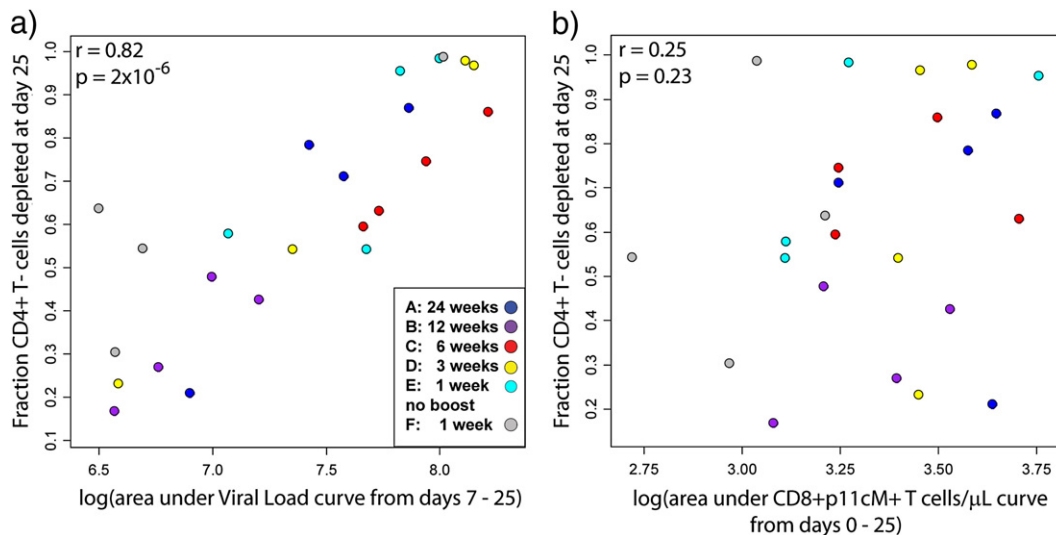 a)
r = 0.82
p = 2x10⁻⁶
Fraction CD4+ T- cells depleted at day 25
1.0
0.9
0.8
0.7
0.6
0.5
0.4
0.3
0.2
0.1
A: 24 weeks
B: 12 weeks
C: 6 weeks
D: 3 weeks
E: 1 week
no boost
F: 1 week
6.5 7.0 7.5 8.0
log(area under Viral Load curve from days 7 - 25)
b)
r = 0.25
p = 0.23
Fraction CD4+ T- cells depleted at day 25
1.0
0.9
0.8
0.7
0.6
0.5
0.4
0.3
0.2
2.75 3.00 3.25 3.50 3.75
log(area under CD8+p11cM+ T cells/μL curve
from days 0 - 25)